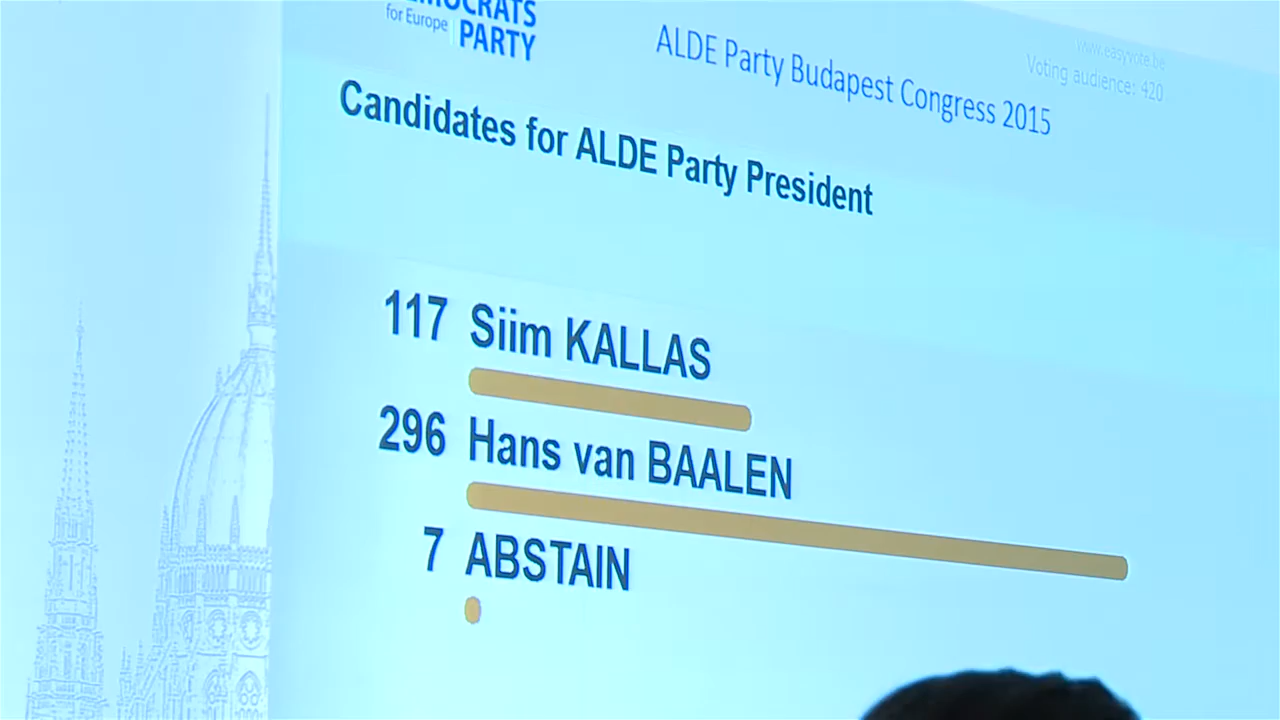 for Europe
PARTY
ALDE Party Budapest Congress 2015
www.easyvote.be
Voting audience: 420
Candidates for ALDE Party President
117 Siim KALLAS
296 Hans van BAALEN
7 ABSTAIN